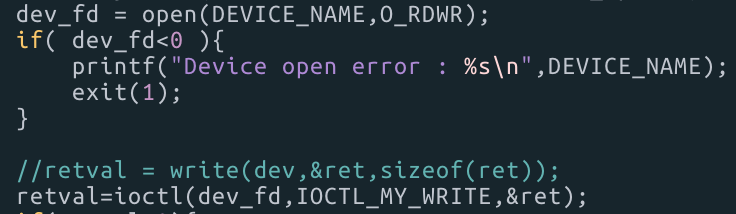 dev_fd = open(DEVICE_NAME,O_RDWR);
if( dev_fd<0 ){
    printf("Device open error : %s\n",DEVICE_NAME);
    exit(1);
}

//retval = write(dev,&ret,sizeof(ret));
retval=ioctl(dev_fd,IOCTL_MY_WRITE,&ret);